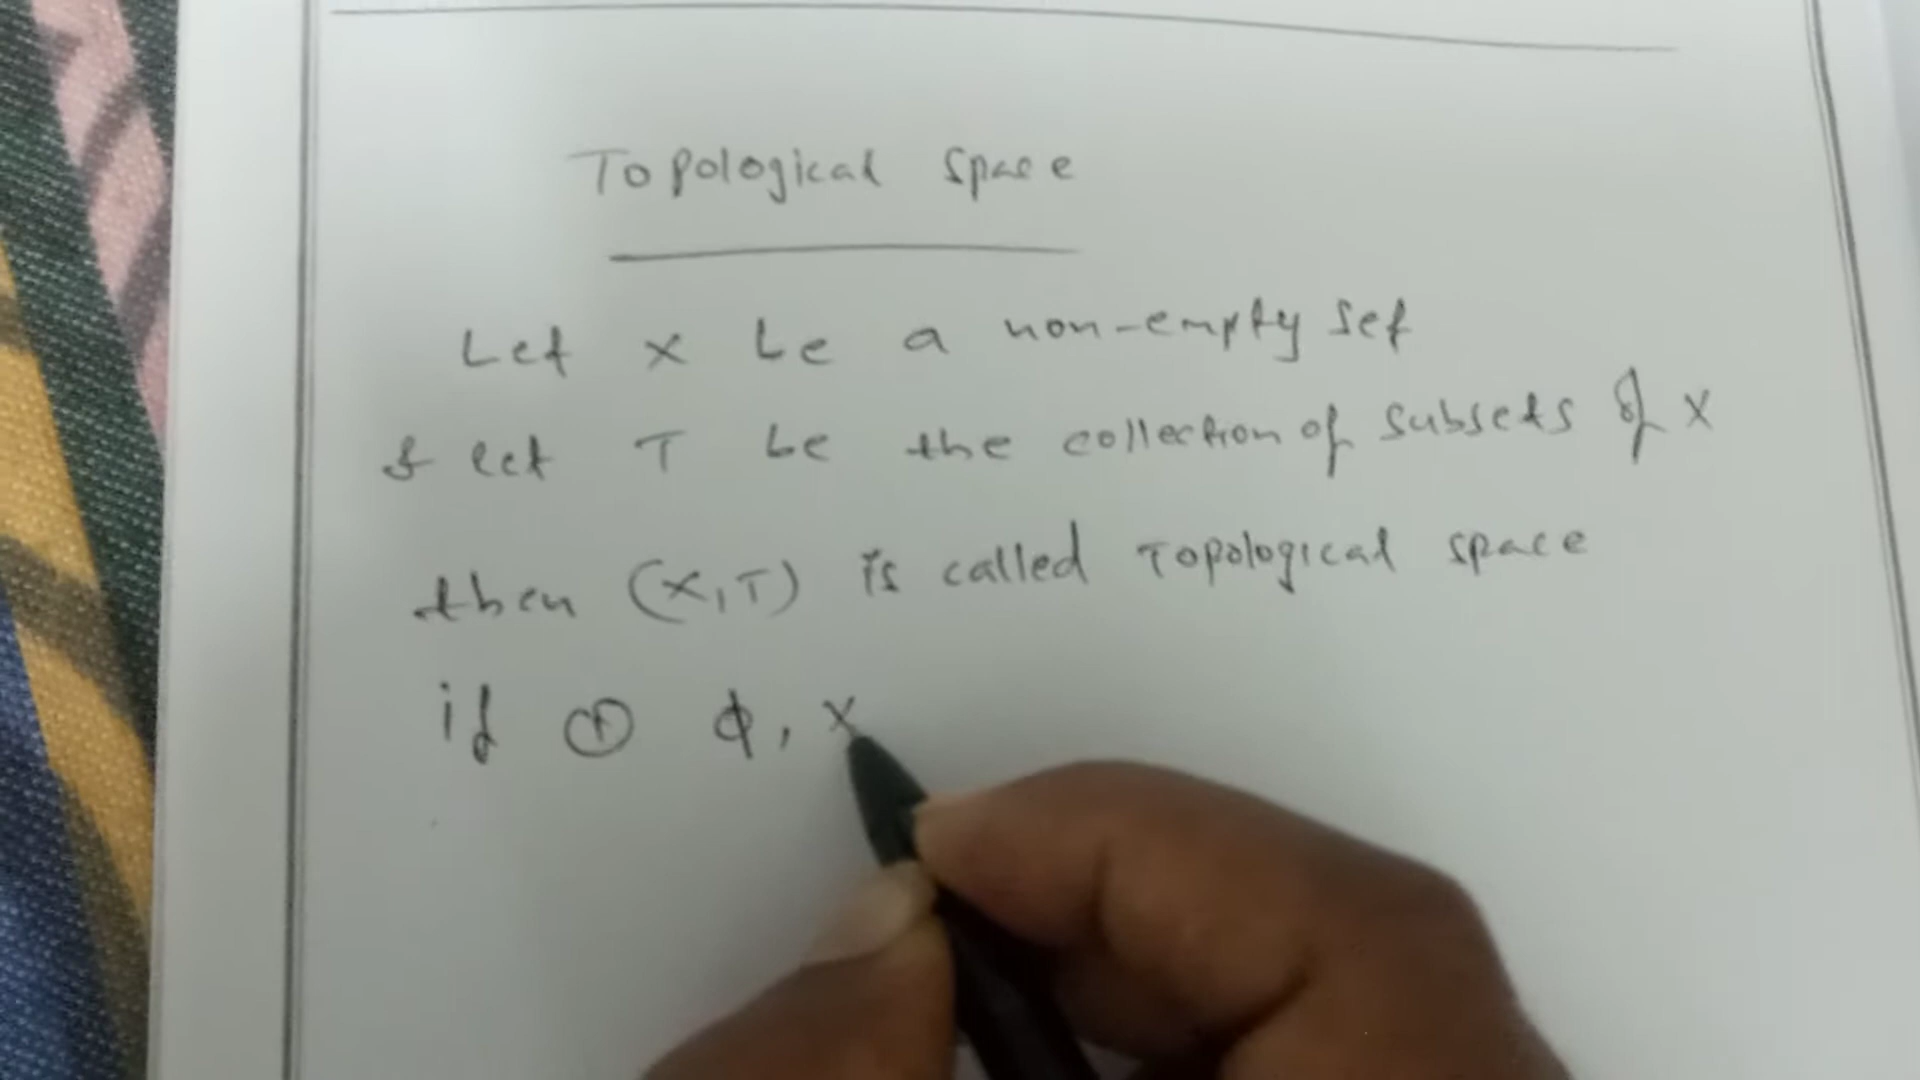 Topological Space
Let X be a non-empty set
& let T be the collection of subsets of X
then (X,T) is called Topological space
if ① ϕ, X